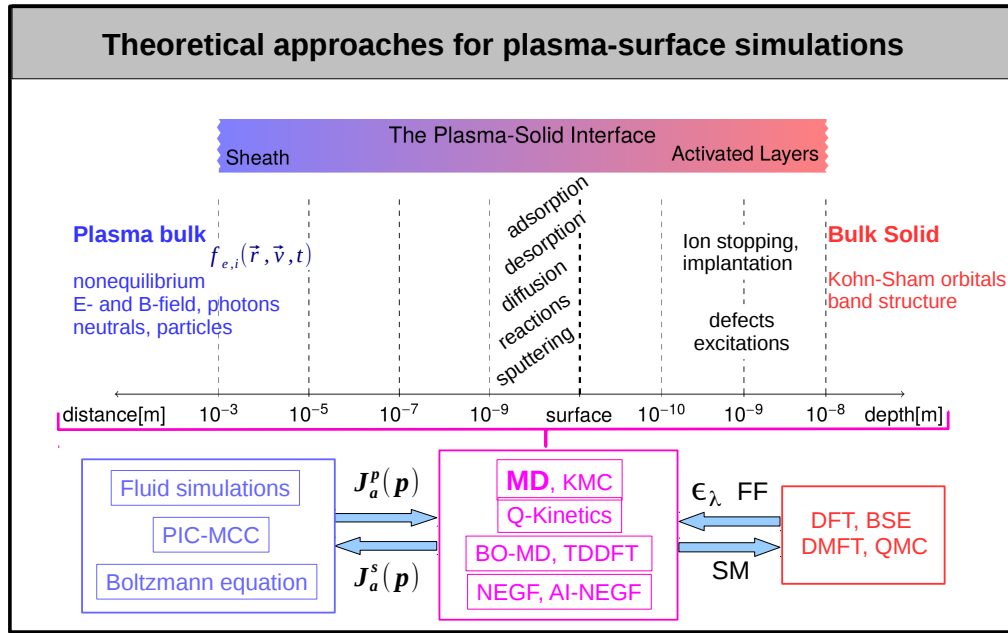 Theoretical approaches for plasma-surface simulations
The Plasma-Solid Interface
Sheath
Activated Layers
Plasma bulk
f_{e,i}(\vec{r}, \vec{v}, t)
nonequilibrium
E- and B-field, photons
neutrals, particles
adsorption
desorption
diffusion
reactions
sputtering
Ion stopping,
implantation
defects
excitations
Bulk Solid
Kohn-Sham orbitals
band structure
distance[m] 10⁻³ 10⁻⁵ 10⁻⁷ 10⁻⁹ surface 10⁻¹⁰ 10⁻⁹ 10⁻⁸ depth[m]
Fluid simulations
PIC-MCC
Boltzmann equation
J_a^p(p)
J_a^s(p)
MD, KMC
Q-Kinetics
BO-MD, TDDFT
NEGF, AI-NEGF
ϵ_λ FF
SM
DFT, BSE
DMFT, QMC